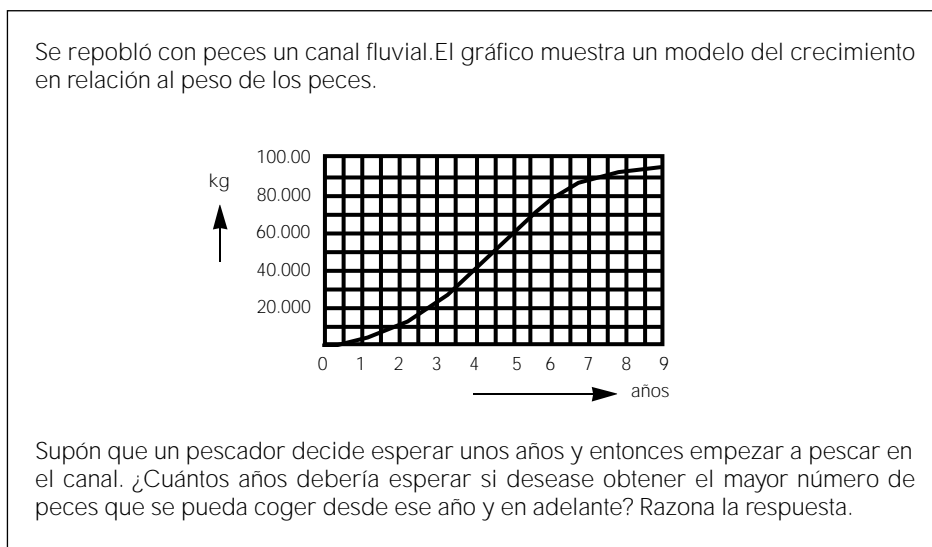 Se repobló con peces un canal fluvial.El gráfico muestra un modelo del crecimiento
en relación al peso de los peces.
100.00
kg
80.000
60.000
40.000
20.000
0 1 2 3 4 5 6 7 8 9
años
Supón que un pescador decide esperar unos años y entonces empezar a pescar en
el canal. ¿Cuántos años debería esperar si desease obtener el mayor número de
peces que se pueda coger desde ese año y en adelante? Razona la respuesta.